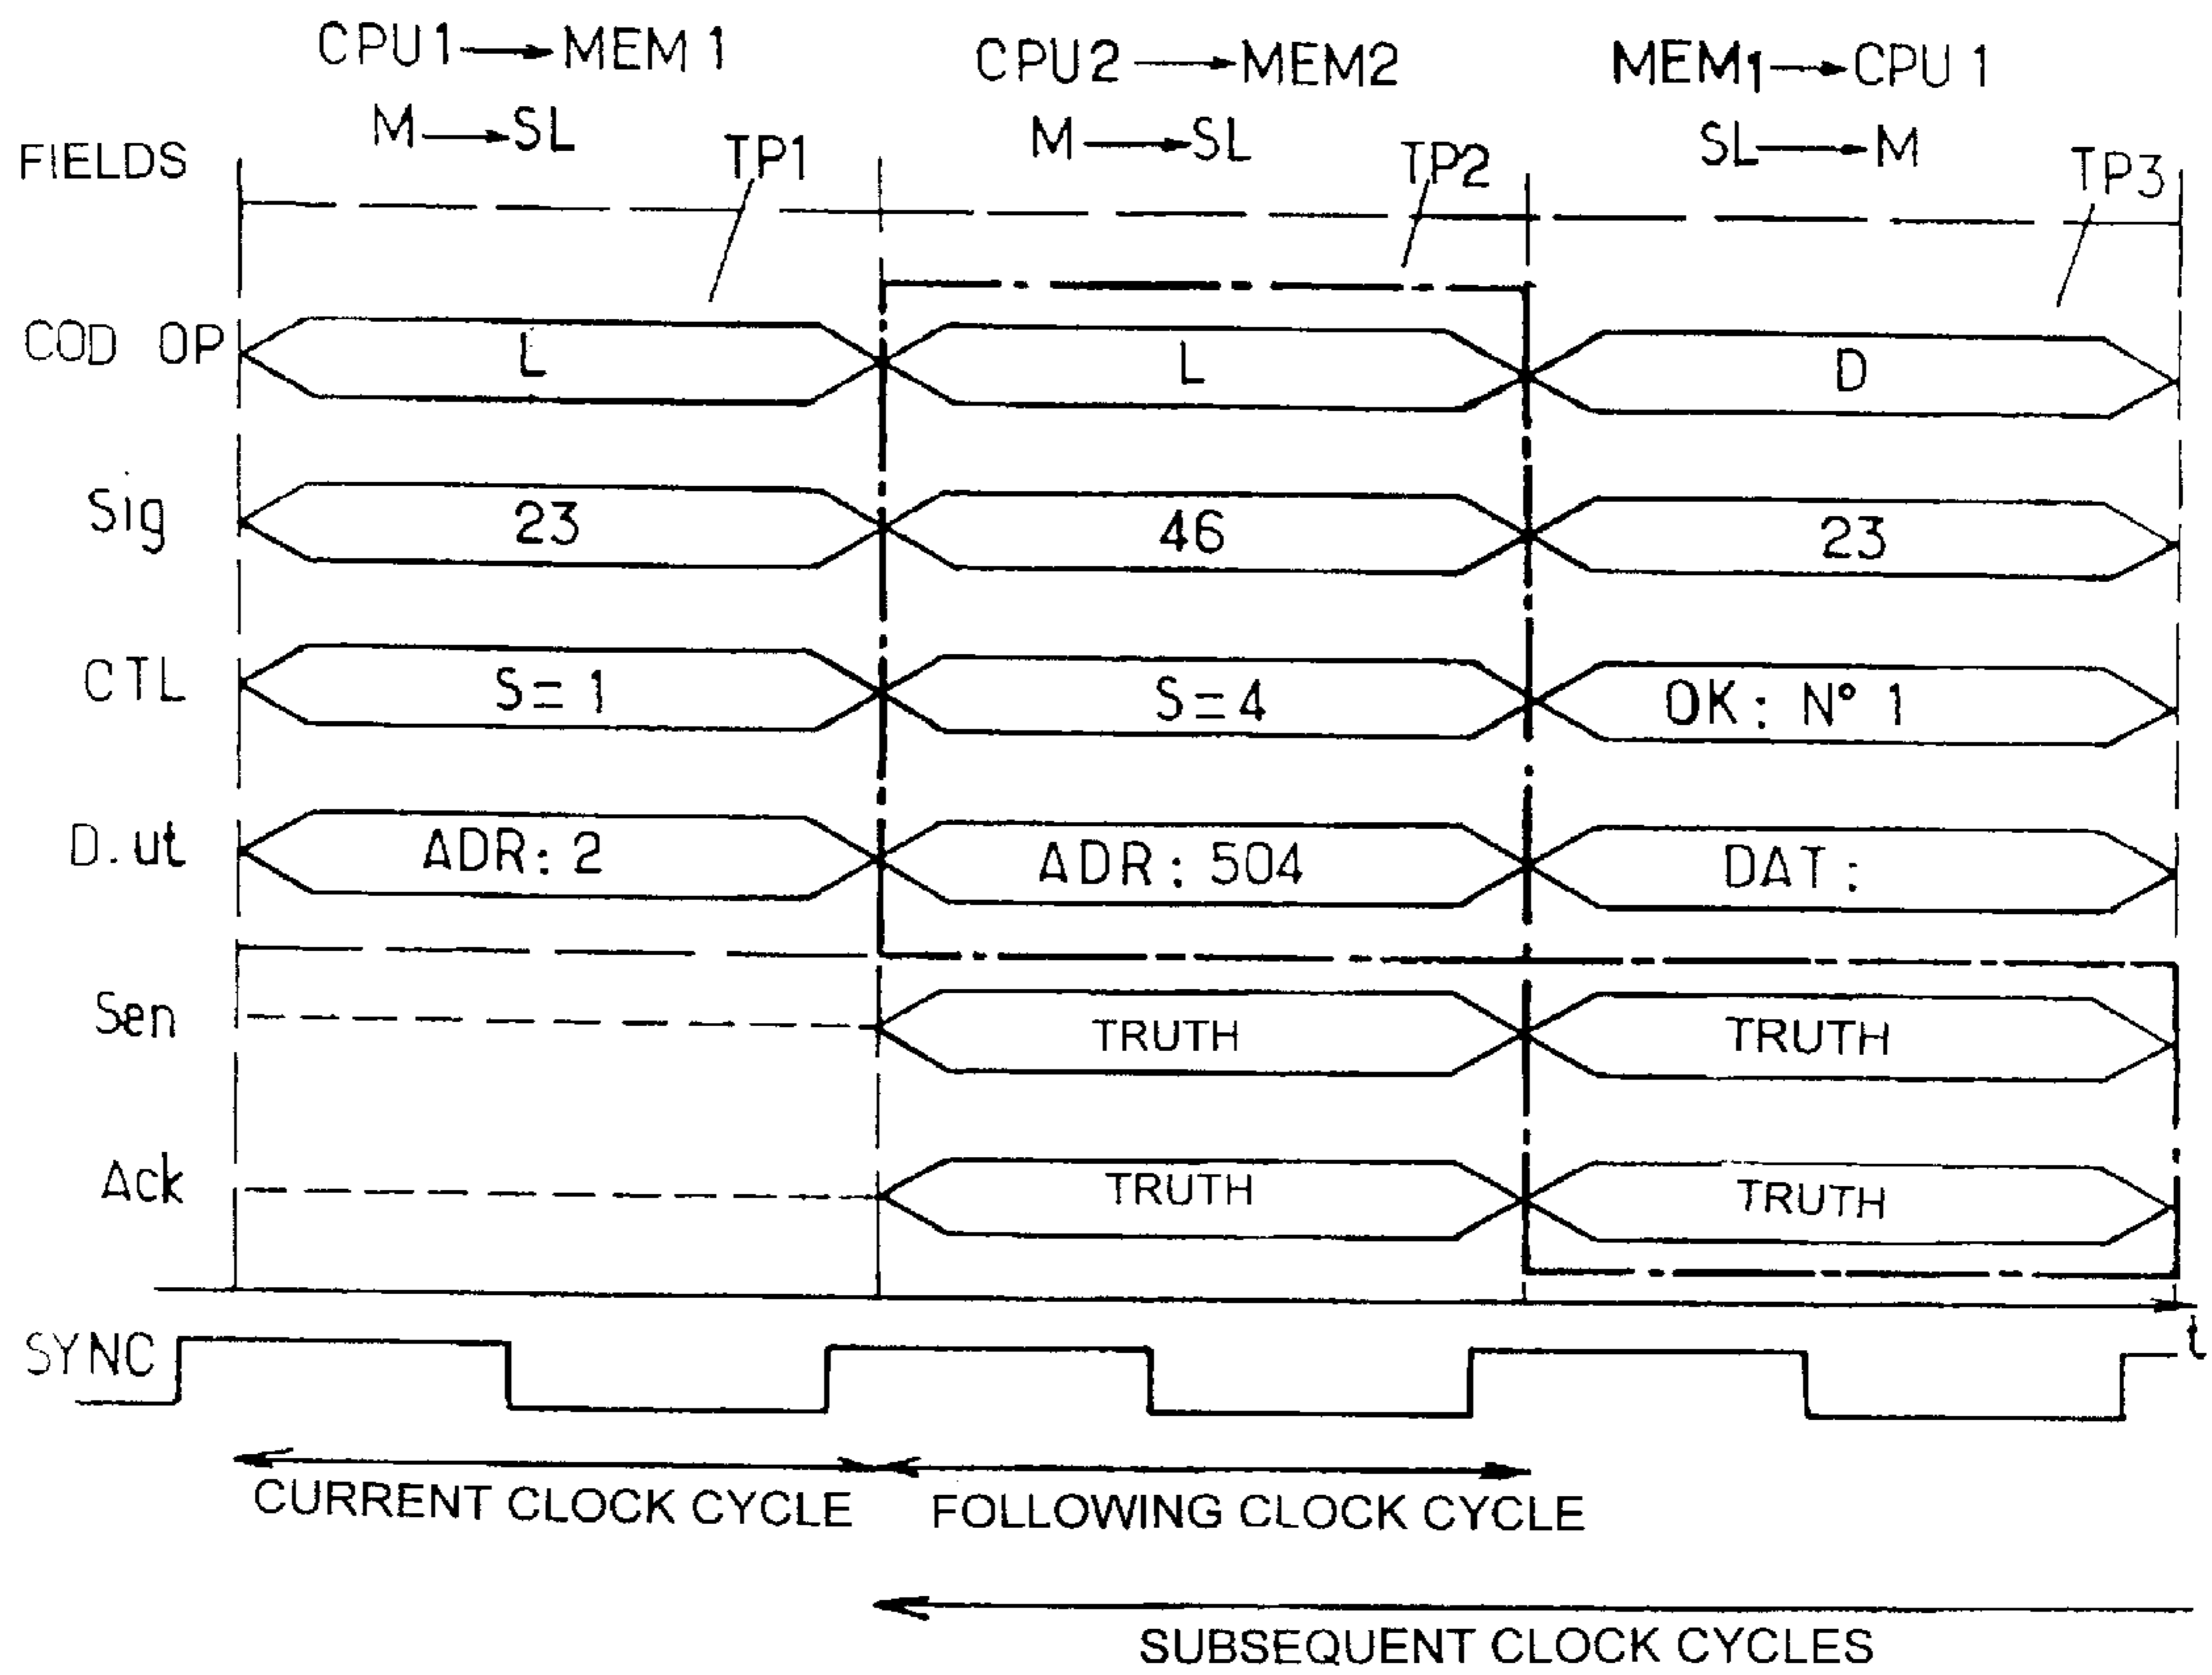 CPU1 → MEM 1 CPU2 → MEM2 MEM1 → CPU 1
M → SL M → SL SL → M
FIELDS TP1 TP2 TP3
COD OP L L D
Sig 23 46 23
CTL S = 1 S = 4 OK: N° 1
D.ut ADR: 2 ADR: 504 DAT:
Sen TRUTH TRUTH
Ack TRUTH TRUTH
t
SYNC
CURRENT CLOCK CYCLE FOLLOWING CLOCK CYCLE
SUBSEQUENT CLOCK CYCLES